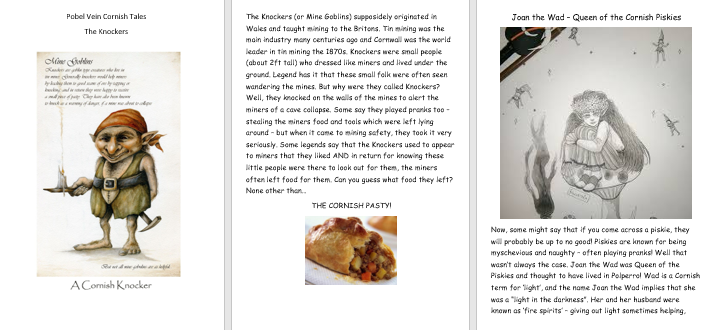 Pobel Vein Cornish Tales
The Knockers
Mine Goblins
A Cornish Knocker
The Knockers (or Mine Goblins) supposidely originated in
Wales and taught mining to the Britons. Tin mining was the
main industry many centuries ago and Cornwall was the world
leader in tin mining the 1870s. Knockers were small people
(about 2ft tall) who dressed like miners and lived under the
ground. Legend has it that these small folk were often seen
wandering the mines. But why were they called Knockers?
Well, they knocked on the walls of the mines to alert the
miners of a cave collapse. Some say they played pranks too –
stealing the miners food and tools which were left lying
around – but when it came to mining safety, they took it very
seriously. Some legends say that the Knockers used to appear
to miners that they liked AND in return for knowing these
little people were there to look out for them, the miners
often left food for them. Can you guess what food they left?
None other than…
THE CORNISH PASTY!
Joan the Wad – Queen of the Cornish Piskies
Now, some might say that if you come across a piskie, they
will probably be up to no good! Piskies are known for being
myschevious and naughty – often playing pranks! Well that
wasn't always the case. Joan the Wad was Queen of the
Piskies and thought to have lived in Polperro! Wad is a Cornish
term for 'light', and the name Joan the Wad implies that she
was a "light in the darkness". Her and her husband were
known as 'fire spirits' – giving out light sometimes helping,